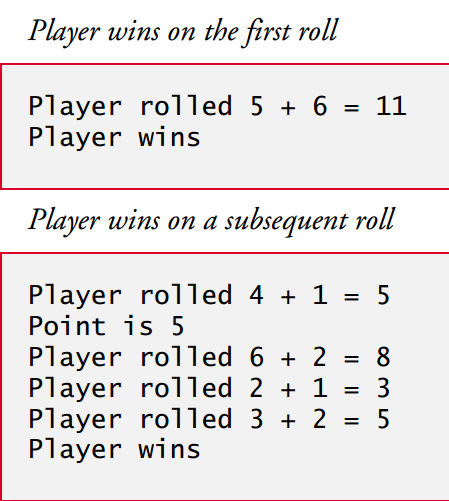 Player wins on the first roll
Player rolled 5 + 6 = 11
Player wins
Player wins on a subsequent roll
Player rolled 4 + 1 = 5
Point is 5
Player rolled 6 + 2 = 8
Player rolled 2 + 1 = 3
Player rolled 3 + 2 = 5
Player wins